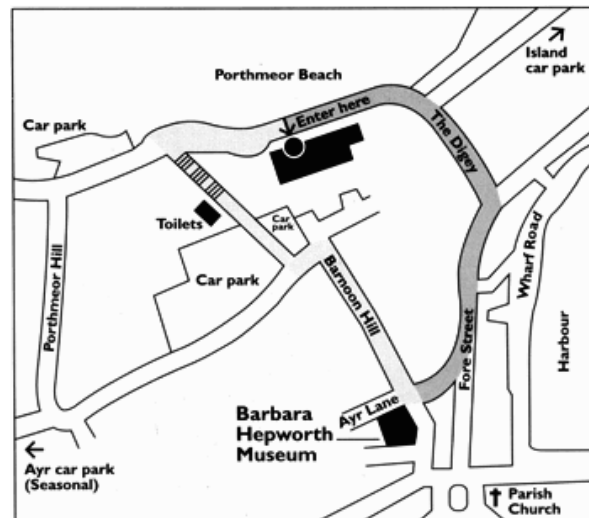 Island
car park
Porthmeor Beach
Enter here
Car park
The Digey
Toilets
Car
park
Wharf Road
Porthmeor Hill
Car park
Barnoon Hill
Harbour
Fore Street
Ayr Lane
Barbara
Hepworth
Museum
Ayr car park
(Seasonal)
Parish
Church